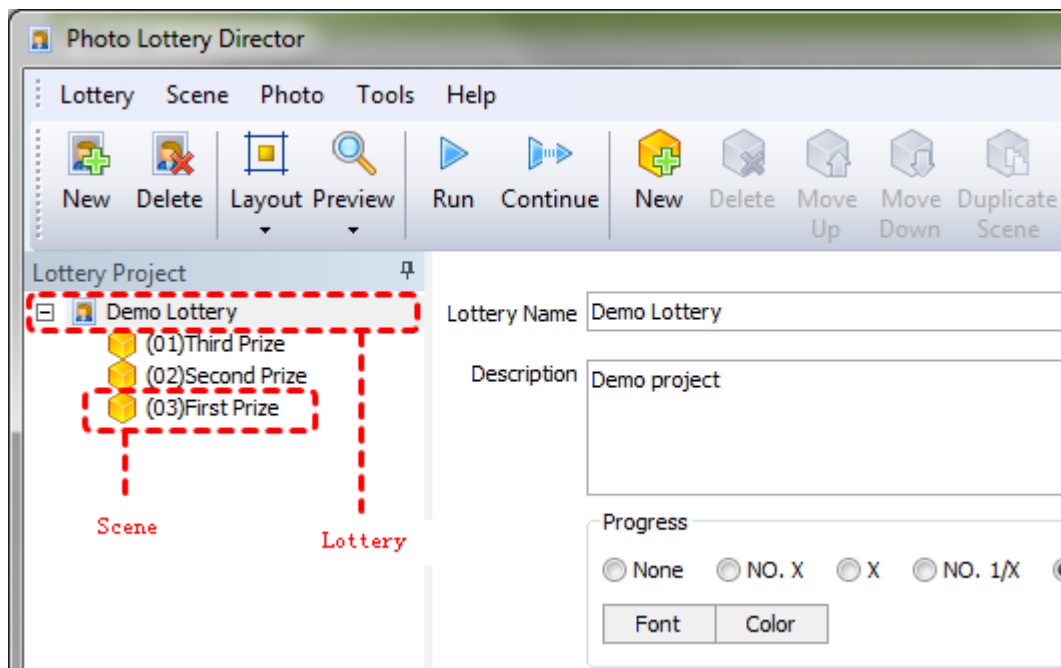 Photo Lottery Director
Lottery Scene Photo Tools Help
New Delete Layout Preview Run Continue New Delete Move Up Move Down Duplicate Scene
Lottery Project
Demo Lottery
(01)Third Prize
(02)Second Prize
(03)First Prize
Scene
Lottery
Lottery Name Demo Lottery
Description Demo project
Progress
None NO. X X NO. 1/X
Font Color